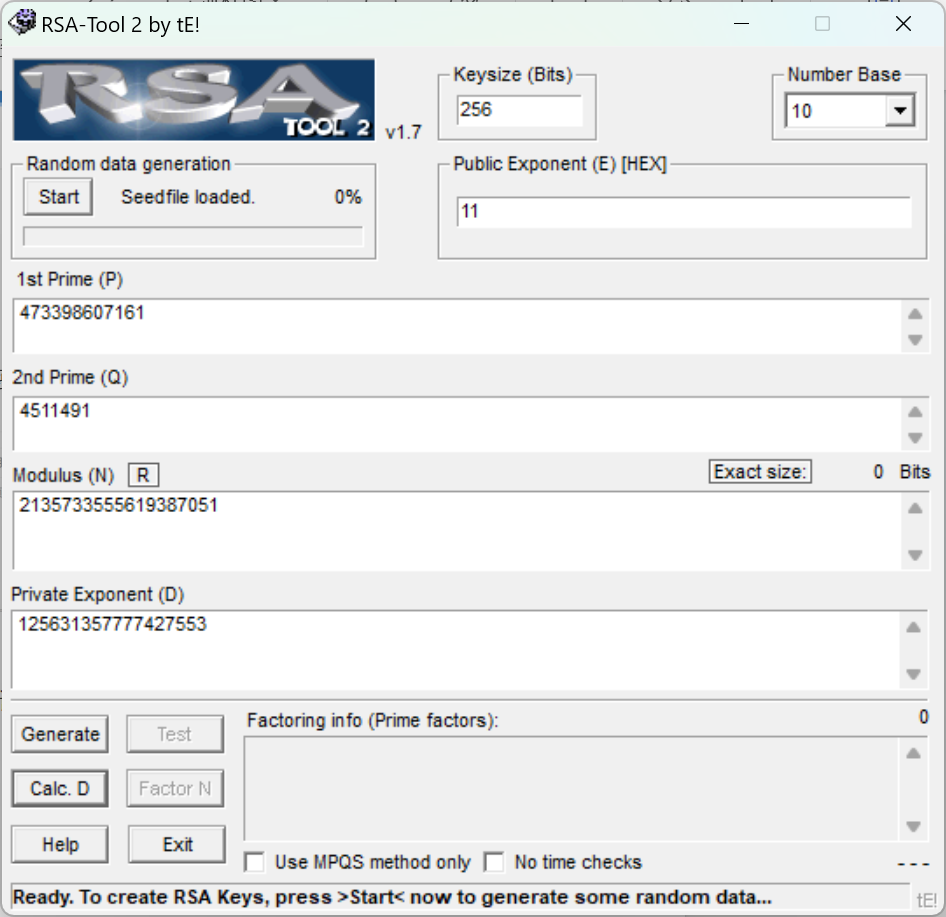 RSA-Tool 2 by tE!
RSA
TOOL 2
v1.7
Keysize (Bits)
256
Number Base
10
Random data generation
Start Seedfile loaded. 0%
Public Exponent (E) [HEX]
11
1st Prime (P)
473398607161
2nd Prime (Q)
4511491
Modulus (N) R Exact size: 0 Bits
2135733555619387051
Private Exponent (D)
125631357777427553
Generate Test
Calc. D Factor N
Help Exit
Factoring info (Prime factors): 0
Use MPQS method only No time checks ---
Ready. To create RSA Keys, press >Start< now to generate some random data...
tE!